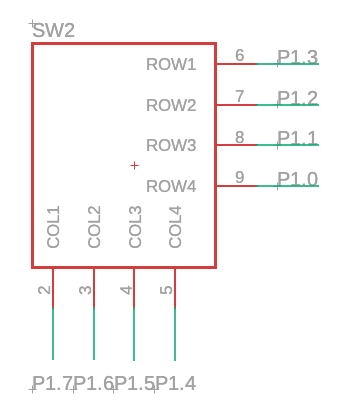 SW2
ROW1 6 P1.3
ROW2 7 P1.2
ROW3 8 P1.1
ROW4 9 P1.0
COL1 COL2 COL3 COL4
2 3 4 5
P1.7 P1.6 P1.5 P1.4